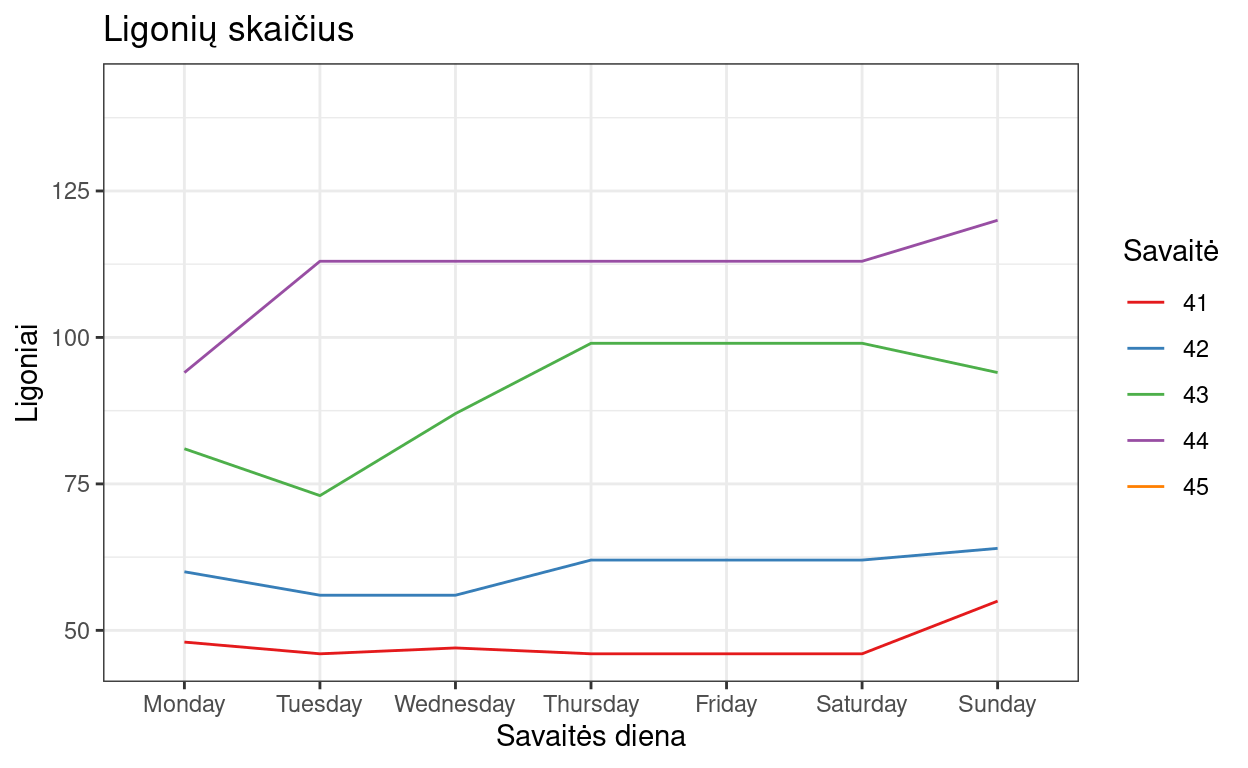 Ligonių skaičius
Ligoniai
125
100
75
50
Monday Tuesday Wednesday Thursday Friday Saturday Sunday
Savaitės diena
Savaitė
41
42
43
44
45